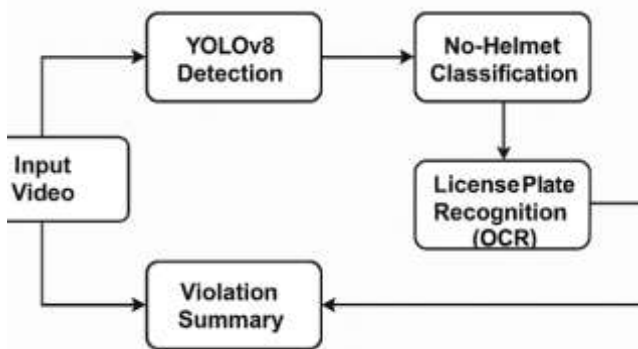 YOLOv8
Detection
No-Helmet
Classification
Input
Video
License Plate
Recognition
(OCR)
Violation
Summary